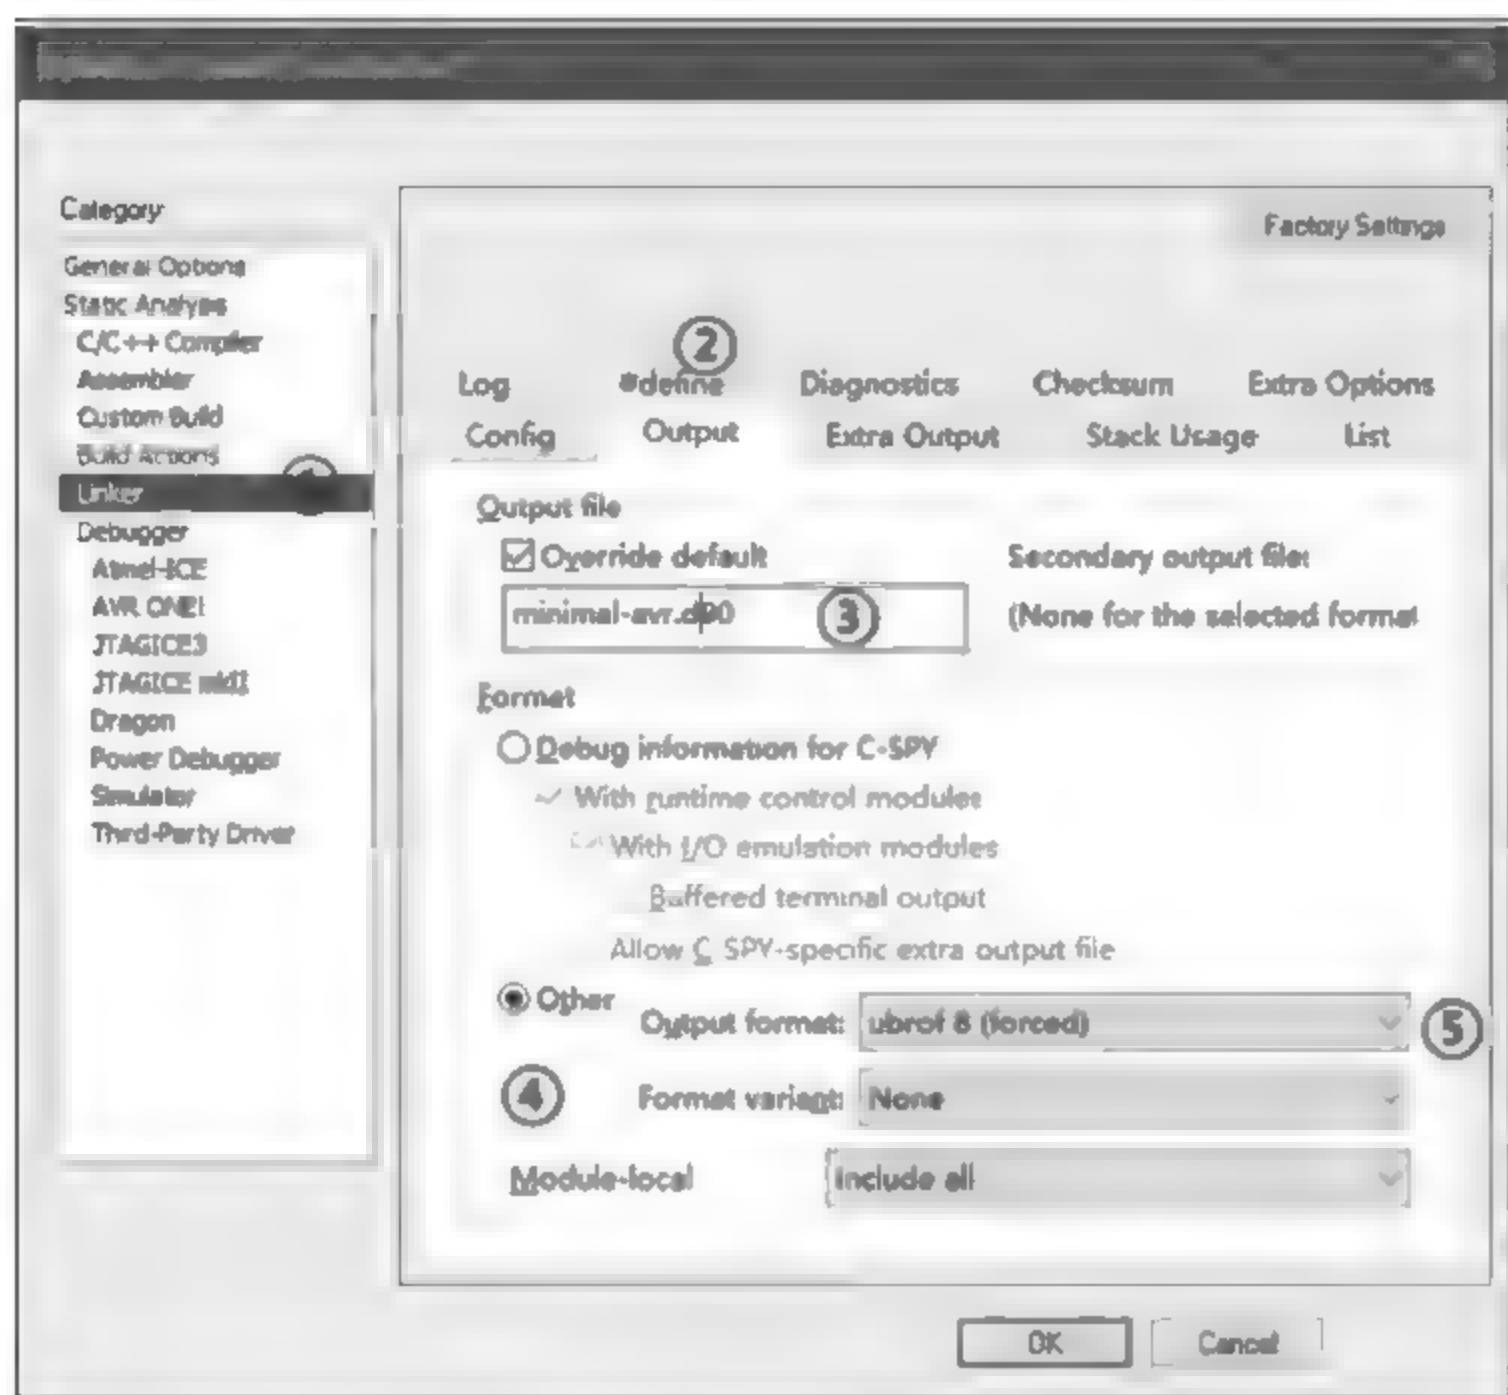 Category:
Factory Settings
General Options
Static Analysis
C/C++ Compiler
Assembler
Custom Build
Build Actions
Linker
Debugger
Atmel-ICE
AVR ONE!
JTAGICE3
JTAGICE mkII
Dragon
Power Debugger
Simulator
Third-Party Driver
1
2
Log #define Diagnostics Checksum Extra Options
Config Output Extra Output Stack Usage List
Output file
Override default
Secondary output file:
minimal-avr.d90
3
(None for the selected format
Format
Debug information for C-SPY
With runtime control modules
With I/O emulation modules
Buffered terminal output
Allow C SPY-specific extra output file
Other
Output format: ubrof 8 (forced)
5
4
Format variant: None
Module-local Include all
OK Cancel